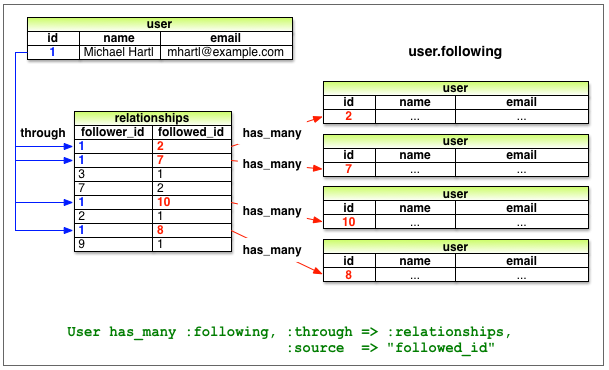 user
id name email
1 Michael Hartl mhartl@example.com
user.following
user
id name email
2 ... ...
relationships
through follower_id followed_id
has_many
1 2
1 7
3 1
7 2
1 10
2 1
1 8
9 1
user
id name email
has_many
7 ... ...
user
id name email
has_many
10 ... ...
user
id name email
has_many
8 ... ...
User has_many :following, :through => :relationships,
:source => "followed_id"